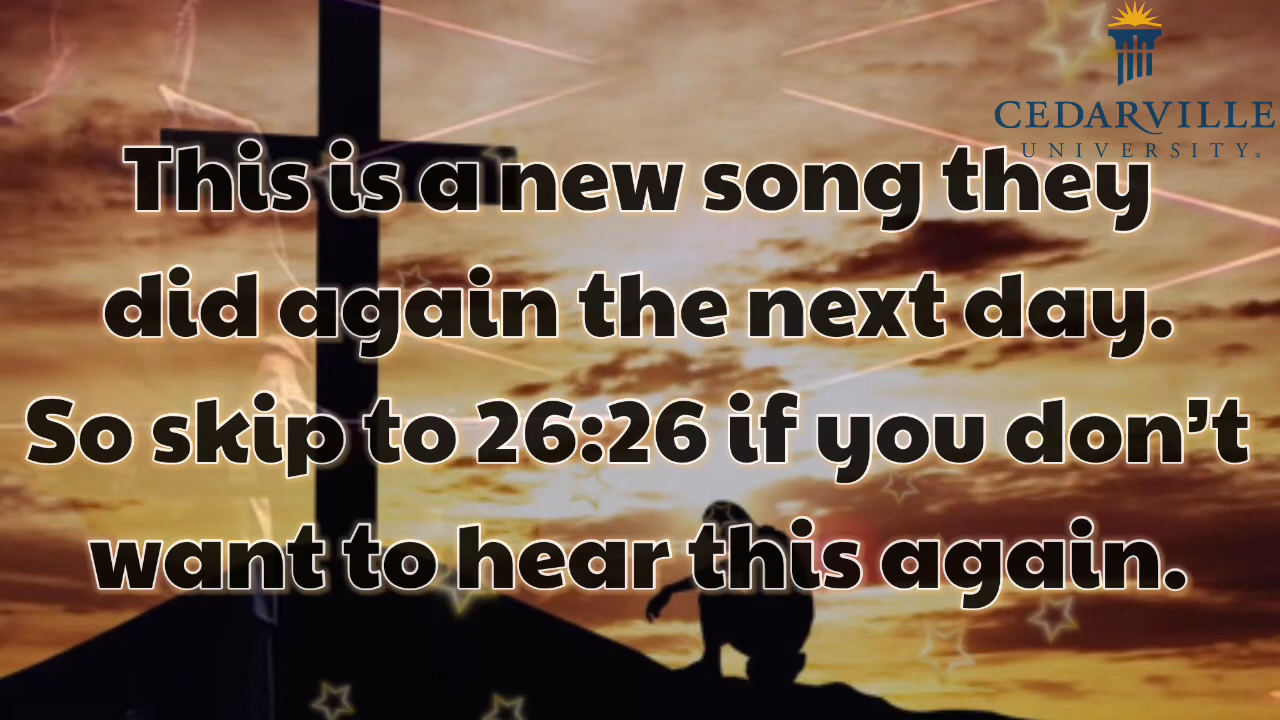 CEDARVILLE
UNIVERSITY®
This is a new song they
did again the next day.
So skip to 26:26 if you don’t
want to hear this again.